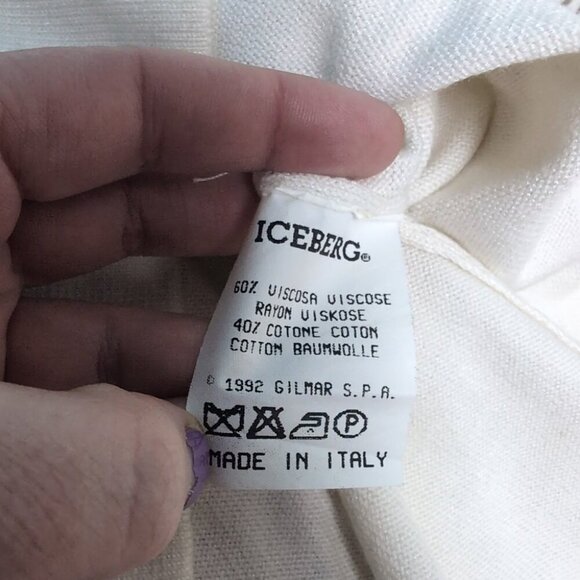 ICEBERG®
60% VISCOSA VISCOSE
RAYON VISKOSE
40% COTONE COTON
COTTON BAUMWOLLE
© 1992 GILMAR S.P.A.
P
MADE IN ITALY